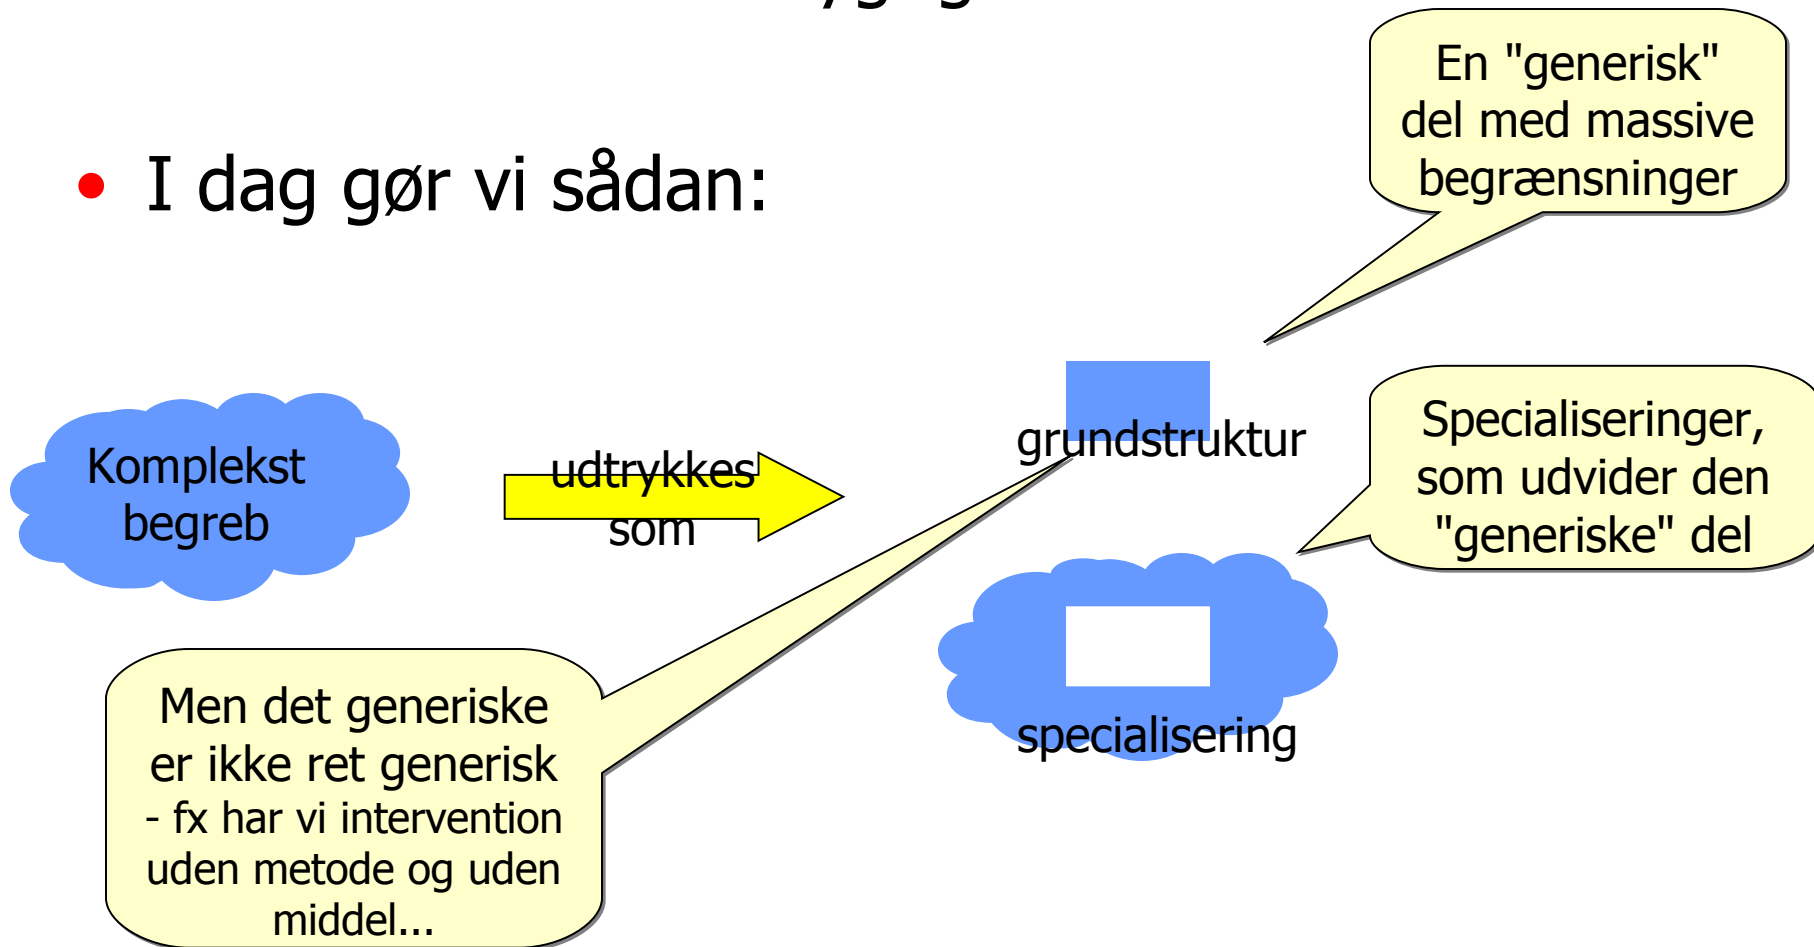 • I dag gør vi sådan:
En "generisk"
del med massive
begrænsninger
Komplekst
begreb
udtrykkes
som
grundstruktur
Specialiseringer,
som udvider den
"generiske" del
specialisering
Men det generiske
er ikke ret generisk
- fx har vi intervention
uden metode og uden
middel...